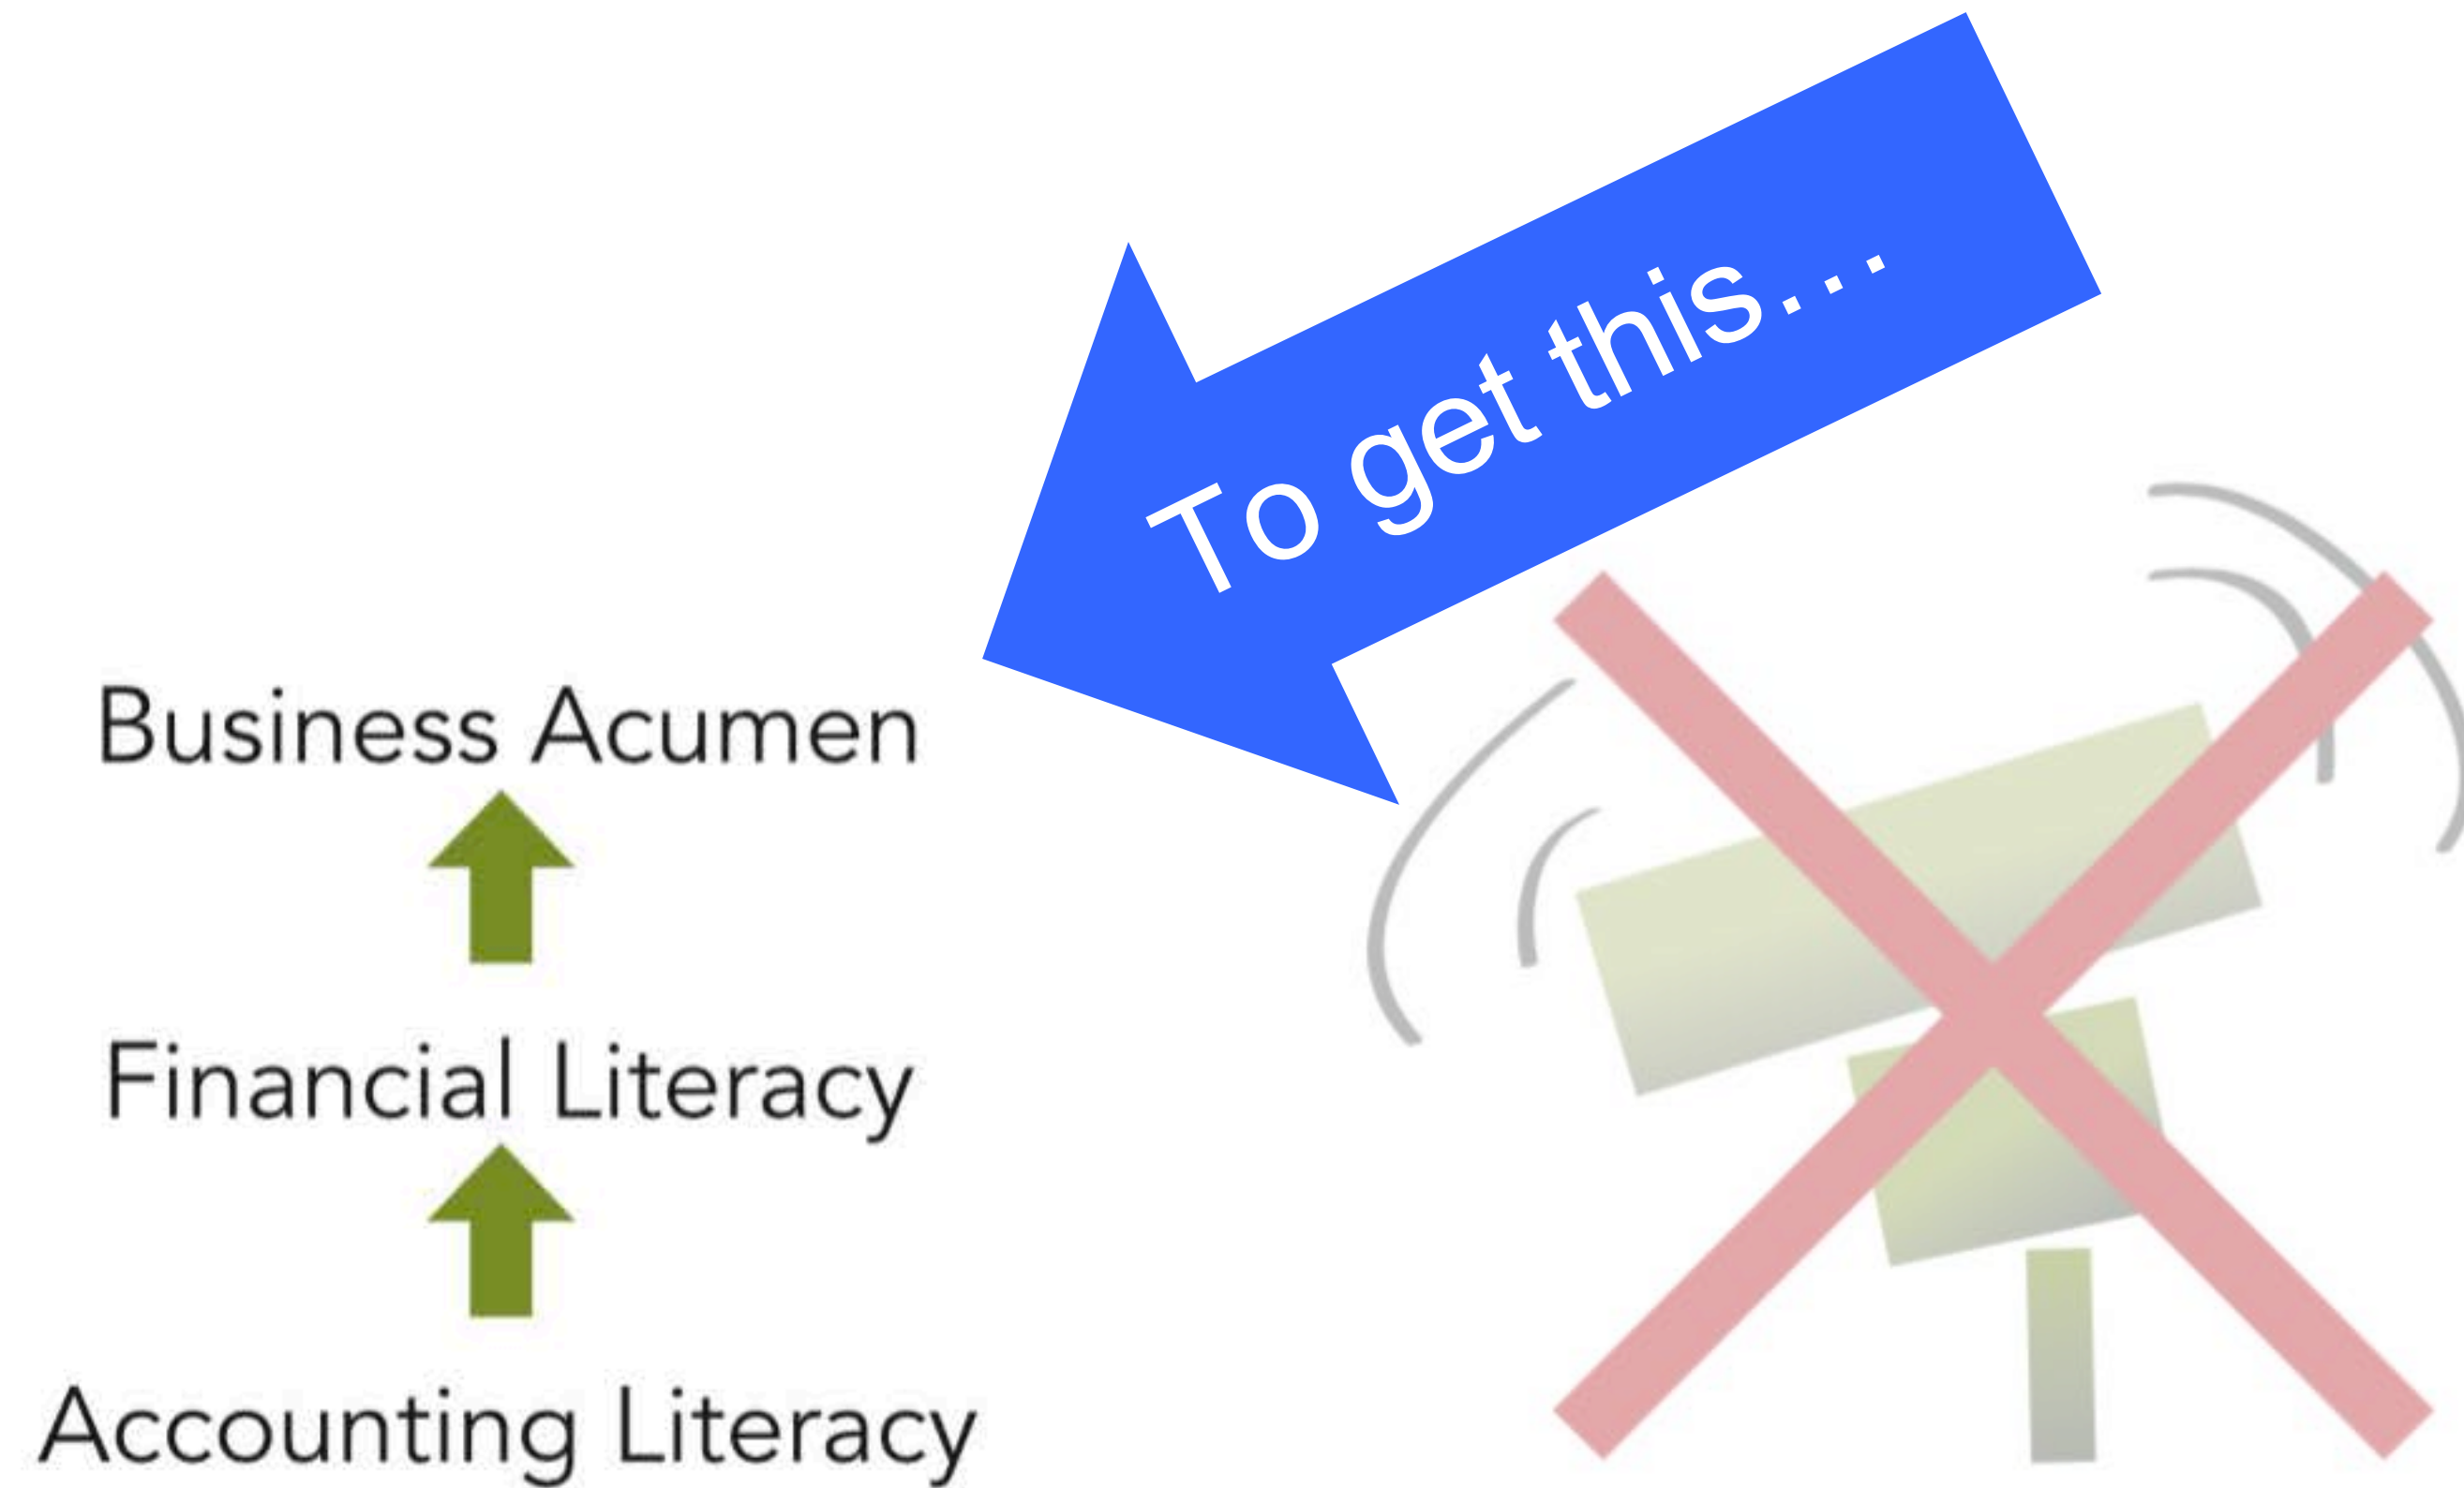 To get this. . .
Business Acumen
Financial Literacy
Accounting Literacy